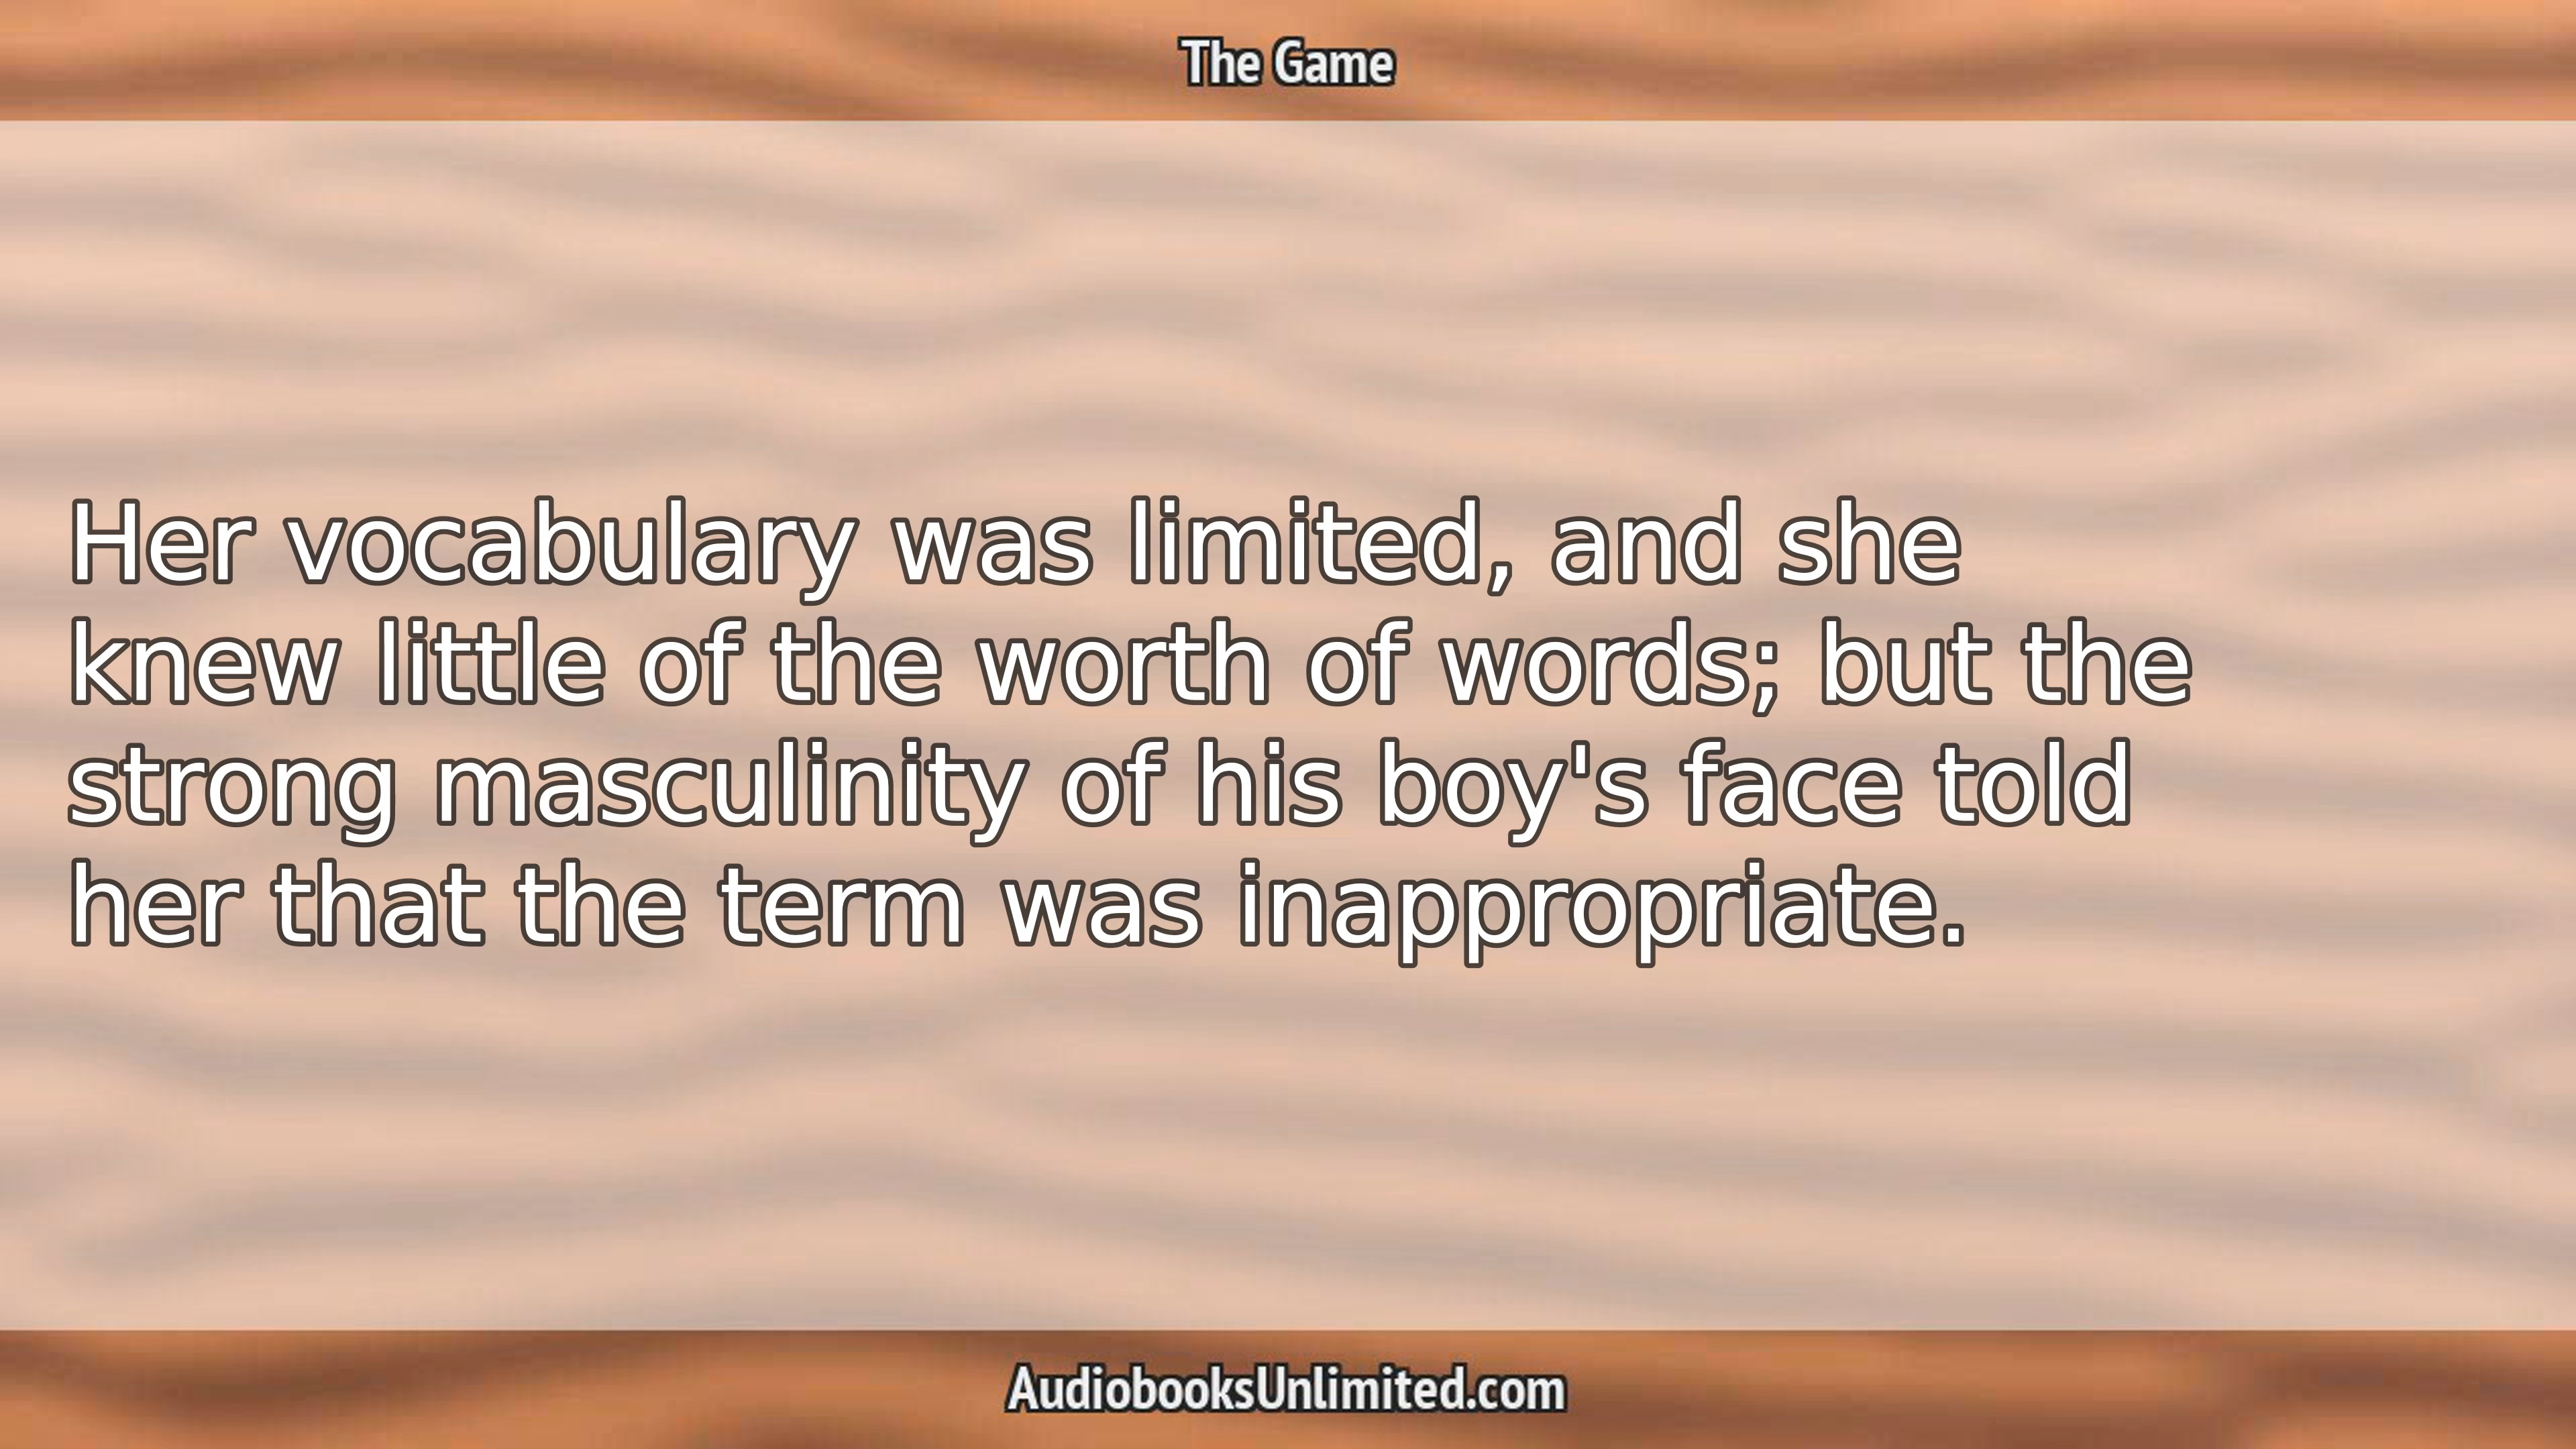 The Game
Her vocabulary was limited, and she
knew little of the worth of words; but the
strong masculinity of his boy's face told
her that the term was inappropriate.
AudiobooksUnlimited.com